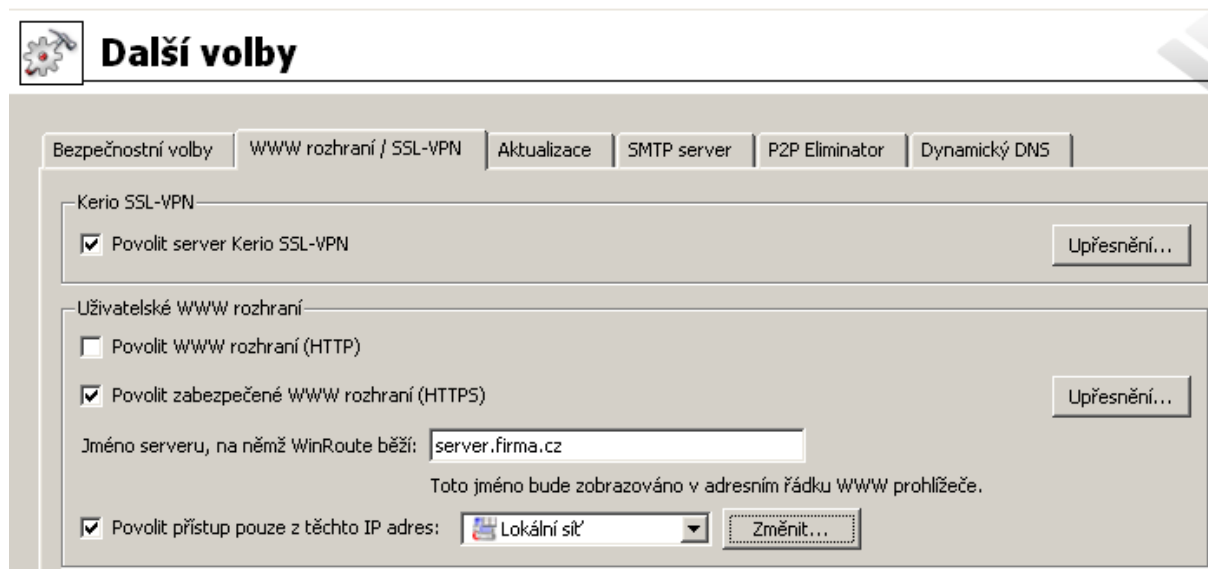 Další volby
Bezpečnostní volby WWW rozhraní / SSL-VPN Aktualizace SMTP server P2P Eliminator Dynamický DNS
Kerio SSL-VPN
Povolit server Kerio SSL-VPN Upřesnění...
Uživatelské WWW rozhraní
Povolit WWW rozhraní (HTTP)
Povolit zabezpečené WWW rozhraní (HTTPS) Upřesnění...
Jméno serveru, na němž WinRoute běží: server.firma.cz
Toto jméno bude zobrazováno v adresním řádku WWW prohlížeče.
Povolit přístup pouze z těchto IP adres: Lokální síť Změnit...